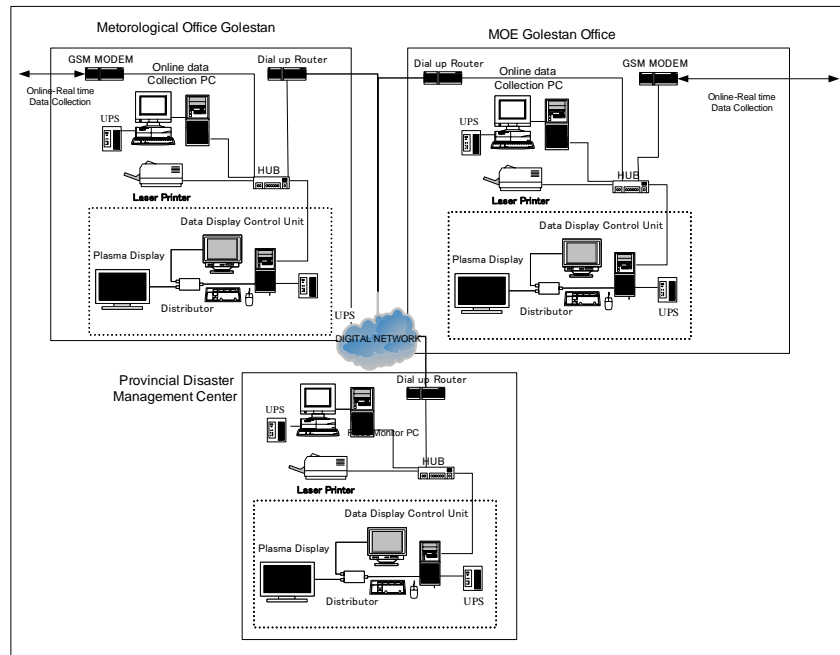 Metorological Office Golestan
GSM MODEM
Online data
Collection PC
Dial up Router
Online-Real time
Data Collection
UPS
HUB
Laser Printer
Data Display Control Unit
Plasma Display
Distributor
UPS
MOE Golestan Office
Dial up Router
Online data
Collection PC
GSM MODEM
Online-Real time
Data Collection
UPS
HUB
Laser Printer
Data Display Control Unit
Plasma Display
Distributor
UPS
DIGITAL NETWORK
Provincial Disaster
Management Center
Dial up Router
UPS
Monitor PC
HUB
Laser Printer
Data Display Control Unit
Plasma Display
Distributor
UPS